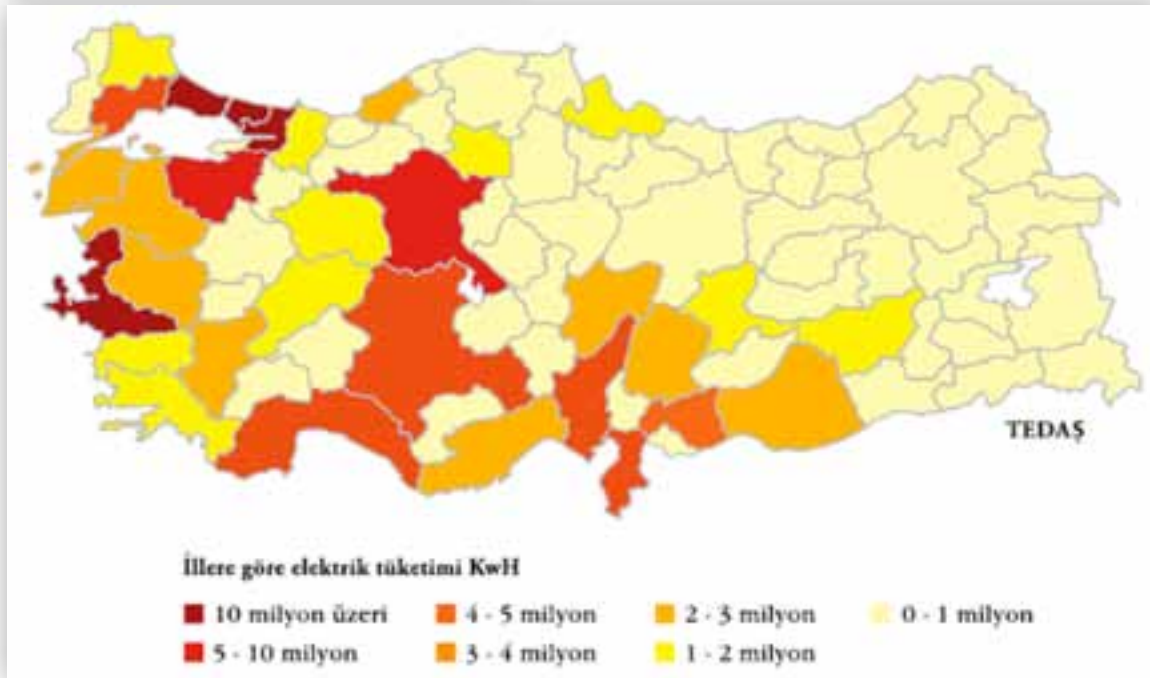 TEDAŞ
İllere göre elektrik tüketimi KwH
10 milyon üzeri
4 - 5 milyon
2 - 3 milyon
0 - 1 milyon
5 - 10 milyon
3 - 4 milyon
1 - 2 milyon